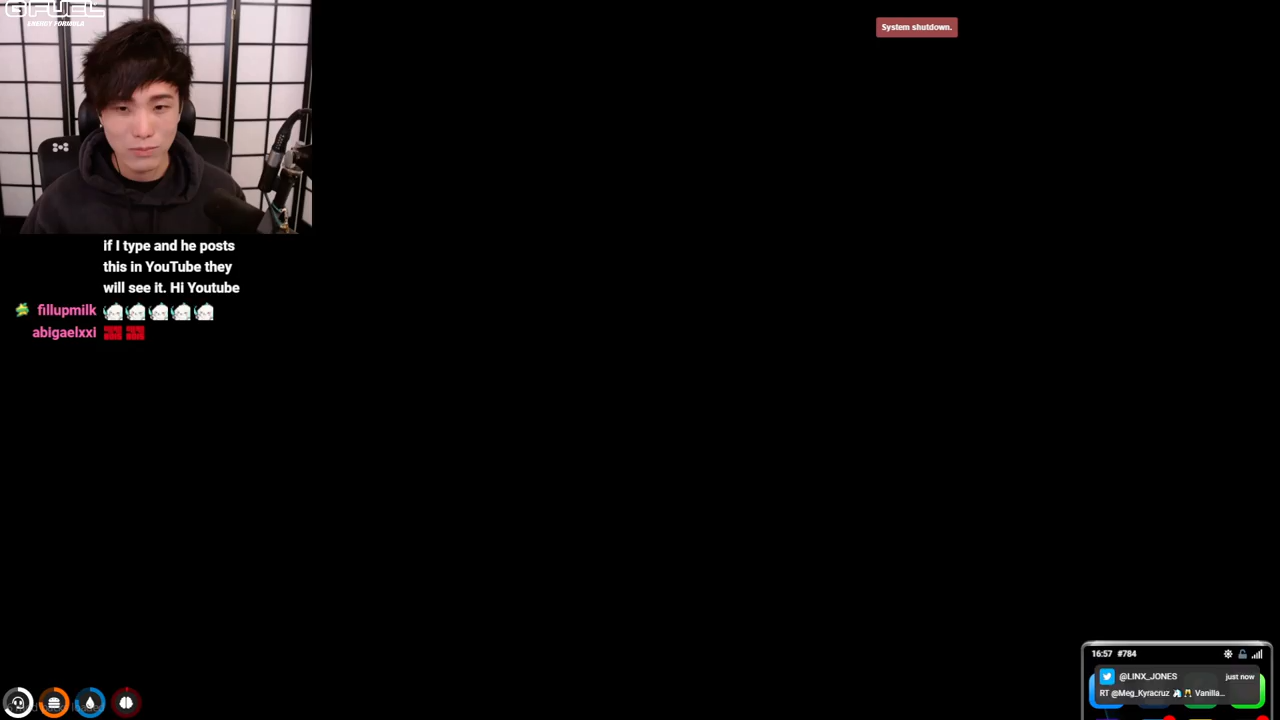 GFUEL
ENERGY FORMULA
System shutdown.
if I type and he posts
this in YouTube they
will see it. Hi Youtube
fillupmilk
abigaelxxi
16:57 #784
@LINX_JONES just now
RT @Meg_Kyracruz Vanilla...